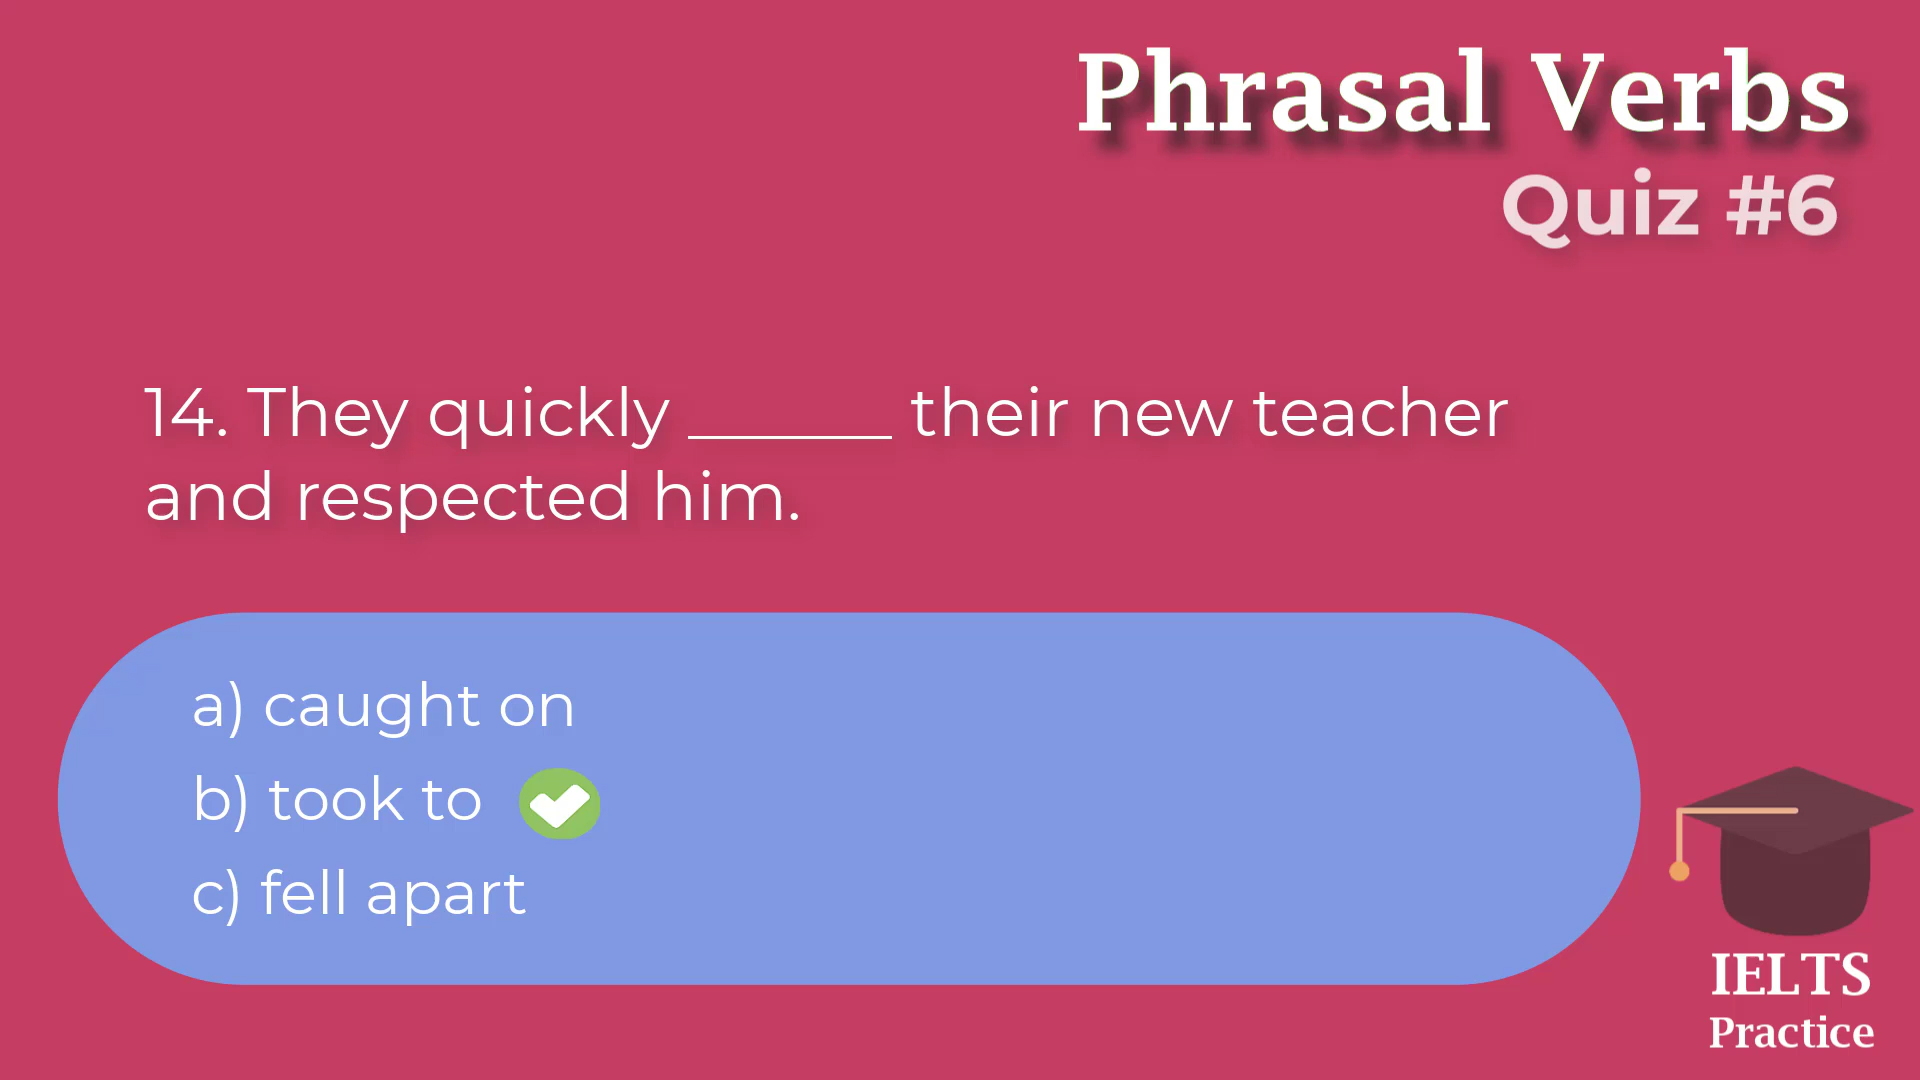 Phrasal Verbs
Quiz #6
14. They quickly ______ their new teacher
and respected him.
a) caught on
b) took to
c) fell apart
IELTS
Practice